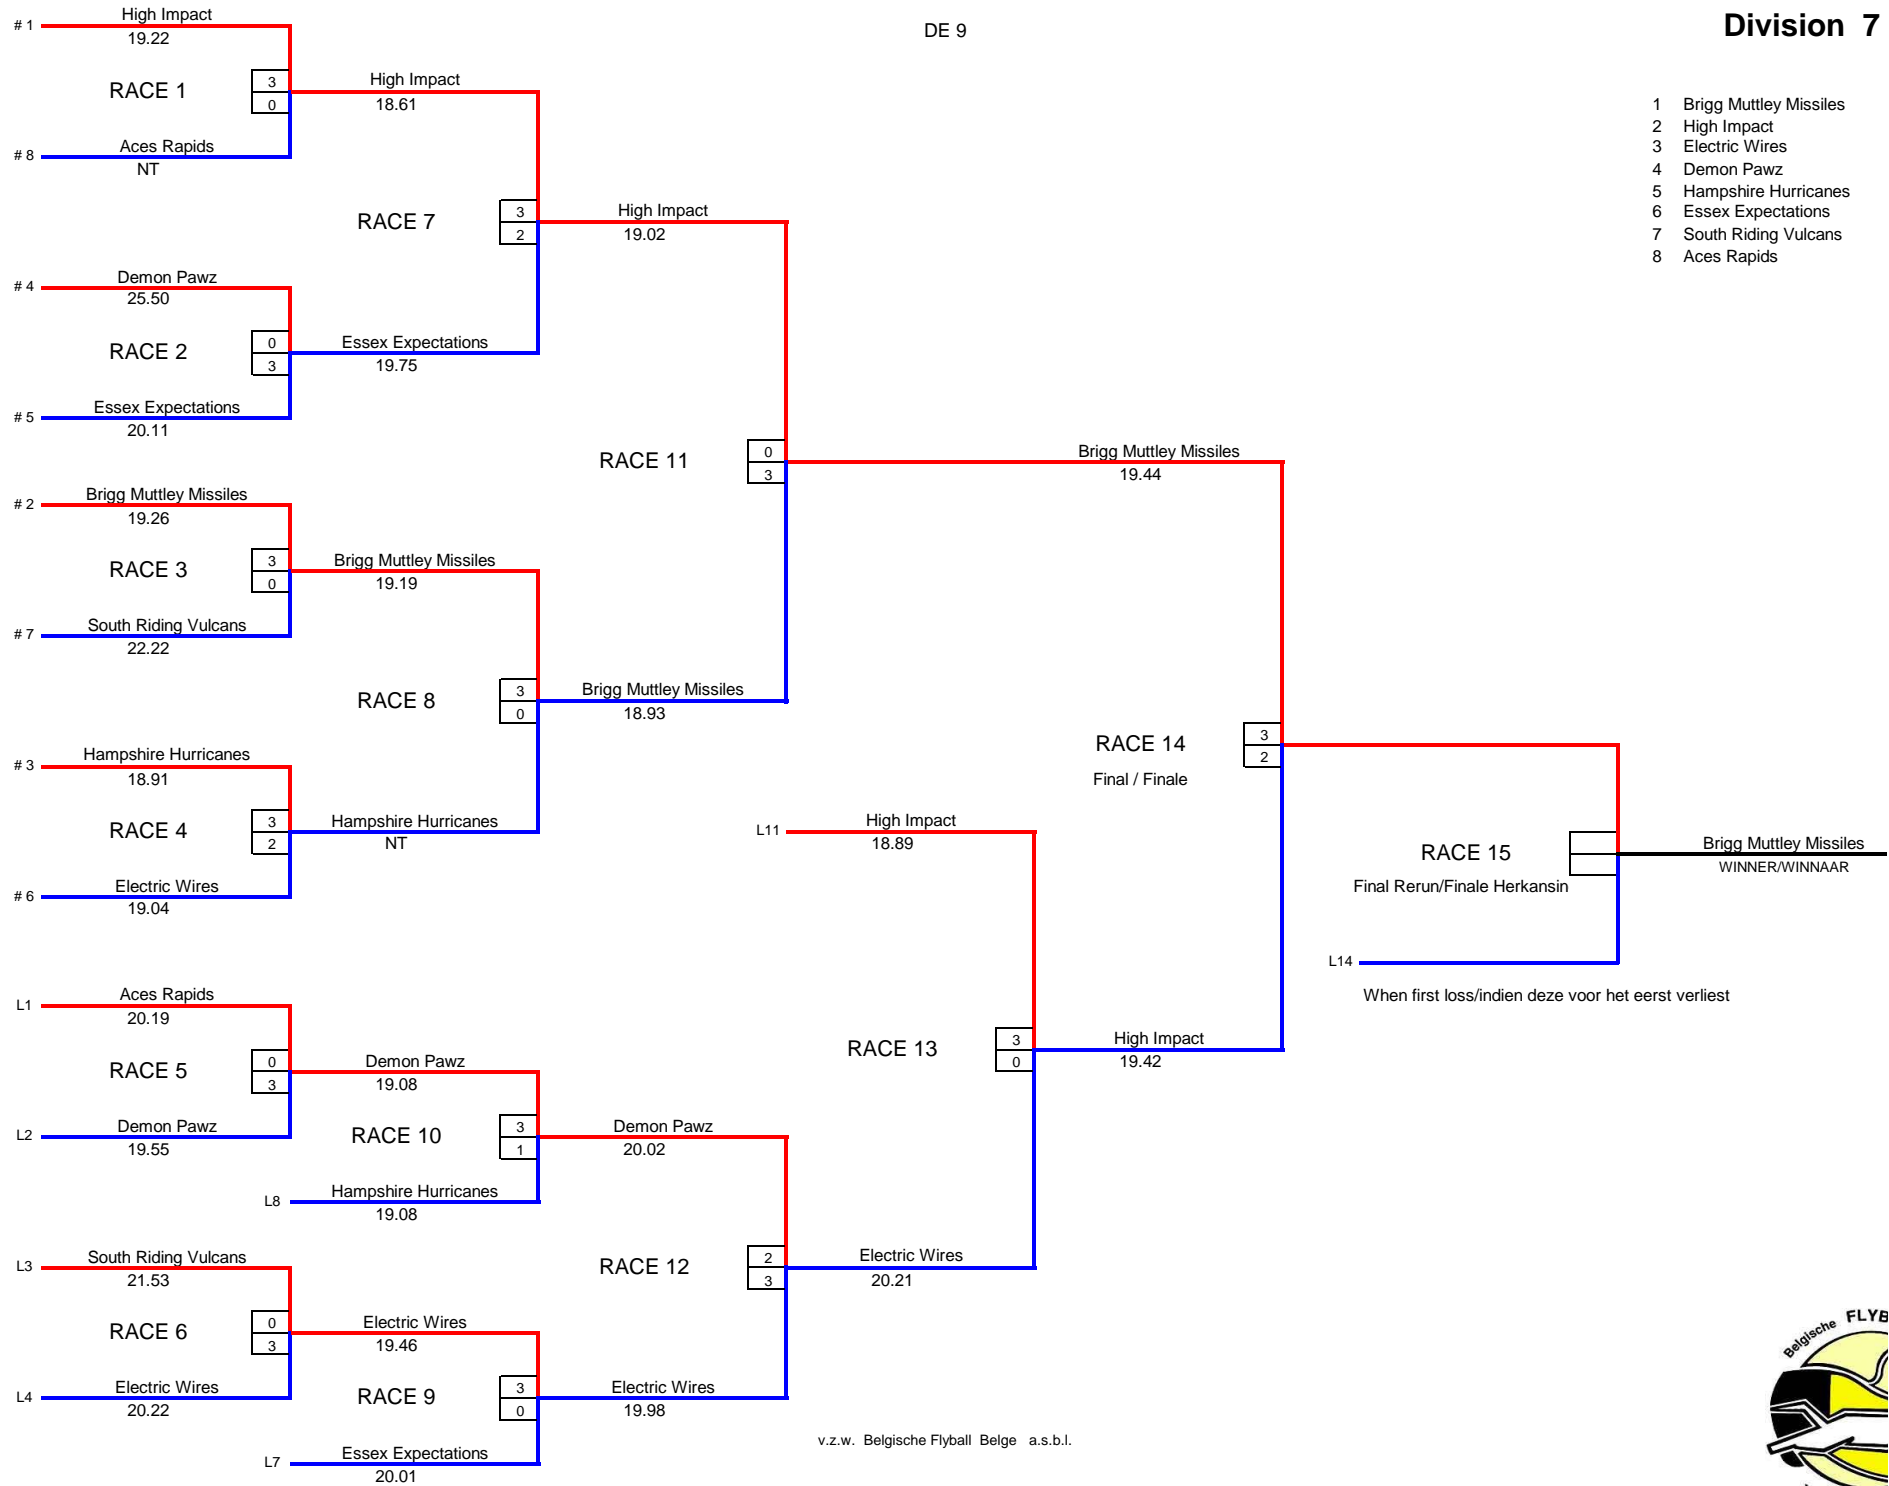 DE 9
Division 7
1 Brigg Muttley Missiles
2 High Impact
3 Electric Wires
4 Demon Pawz
5 Hampshire Hurricanes
6 Essex Expectations
7 South Riding Vulcans
8 Aces Rapids
# 1 High Impact
19.22
RACE 1 3 0
# 8 Aces Rapids
NT
High Impact
18.61
RACE 7 3 2
# 4 Demon Pawz
25.50
RACE 2 0 3
# 5 Essex Expectations
20.11
Essex Expectations
19.75
High Impact
19.02
RACE 11 0 3
# 2 Brigg Muttley Missiles
19.26
RACE 3 3 0
# 7 South Riding Vulcans
22.22
Brigg Muttley Missiles
19.19
RACE 8 3 0
# 3 Hampshire Hurricanes
18.91
RACE 4 3 2
# 6 Electric Wires
19.04
Hampshire Hurricanes
NT
Brigg Muttley Missiles
18.93
Brigg Muttley Missiles
19.44
RACE 14 3 2
Final / Finale
L11 High Impact
18.89
RACE 13 3 0
High Impact
19.42
RACE 15
Final Rerun/Finale Herkansin
Brigg Muttley Missiles
WINNER/WINNAAR
L14
When first loss/indien deze voor het eerst verliest
L1 Aces Rapids
20.19
RACE 5 0 3
L2 Demon Pawz
19.55
Demon Pawz
19.08
RACE 10 3 1
L8 Hampshire Hurricanes
19.08
Demon Pawz
20.02
RACE 12 2 3
Electric Wires
20.21
L3 South Riding Vulcans
21.53
RACE 6 0 3
L4 Electric Wires
20.22
Electric Wires
19.46
RACE 9 3 0
L7 Essex Expectations
20.01
Electric Wires
19.98
v.z.w. Belgische Flyball Belge a.s.b.l.
Belgische